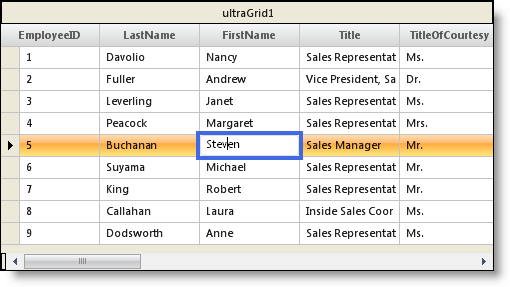 ultraGrid1
EmployeeID LastName FirstName Title TitleOfCourtesy
1 Davolio Nancy Sales Representat Ms.
2 Fuller Andrew Vice President, Sa Dr.
3 Leverling Janet Sales Representat Ms.
4 Peacock Margaret Sales Representat Mrs.
5 Buchanan Steven Sales Manager Mr.
6 Suyama Michael Sales Representat Mr.
7 King Robert Sales Representat Mr.
8 Callahan Laura Inside Sales Coor Ms.
9 Dodsworth Anne Sales Representat Ms.